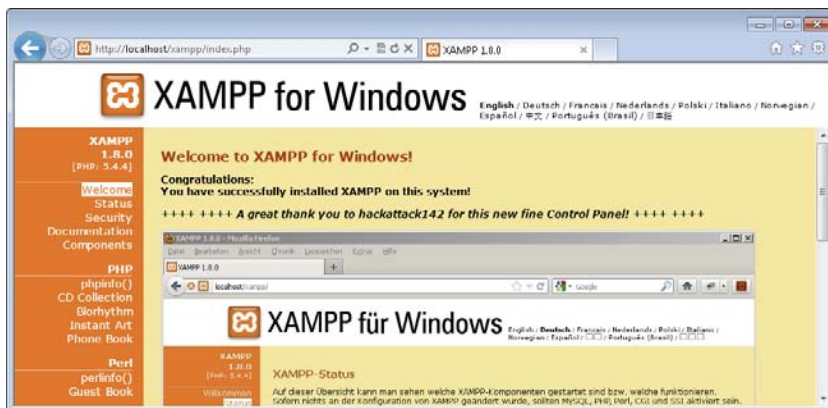 http://localhost/xampp/index.php
XAMPP 1.8.0
XAMPP for Windows
English / Deutsch / Francais / Nederlands / Polski / Italiano / Norwegian /
Español / 中文 / Português (Brasil) / 日本語
XAMPP
1.8.0
[PHP: 5.4.4]
Welcome
Status
Security
Documentation
Components
PHP
phpinfo()
CD Collection
Biorhythm
Instant Art
Phone Book
Perl
perlinfo()
Guest Book
Welcome to XAMPP for Windows!
Congratulations:
You have successfully installed XAMPP on this system!
++++ ++++ A great thank you to hackattack142 for this new fine Control Panel! ++++ ++++
XAMPP 1.8.0 - Mozilla Firefox
Datei Bearbeiten Ansicht Chronik Lesezeichen Extras Hilfe
XAMPP 1.8.0
localhost/xampp/
Google
XAMPP für Windows
English / Deutsch / Francais / Nederlands / Polski / Italiano /
Norwegian / Español / / Português (Brasil) /
XAMPP
1.8.0
[PHP: 5.4.4]
Willkommen
Status
XAMPP-Status
Auf dieser Übersicht kann man sehen welche XAMPP-Komponenten gestartet sind bzw. welche funktionieren.
Sofern nichts an der Konfiguration von XAMPP geändert wurde, sollten MySQL, PHP, Perl, CGI und SSI aktiviert sein.